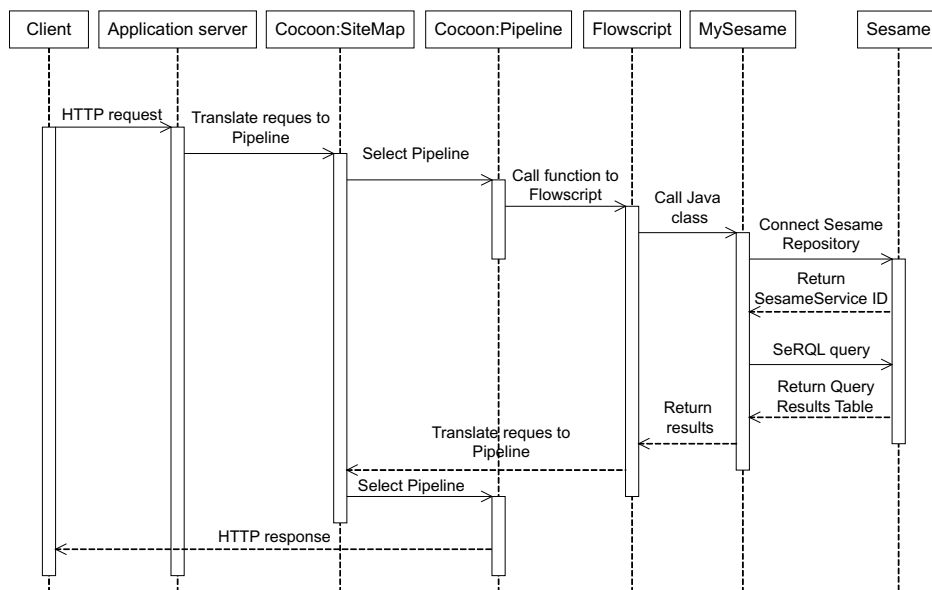 Client
Application server
Cocoon:SiteMap
Cocoon:Pipeline
Flowscript
MySesame
Sesame
HTTP request
Translate reques to
Pipeline
Select Pipeline
Call function to
Flowscript
Call Java
class
Connect Sesame
Repository
Return
SesameService ID
SeRQL query
Return Query
Results Table
Return
results
Translate reques to
Pipeline
Select Pipeline
HTTP response